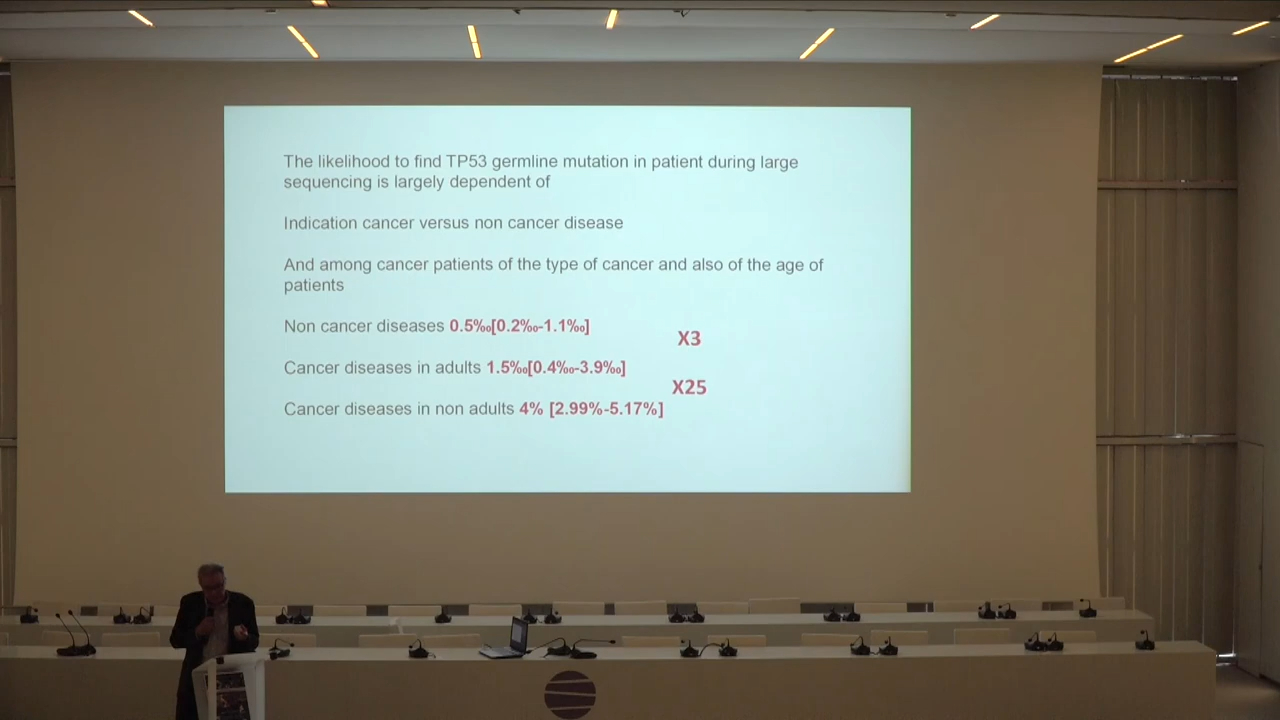 The likelihood to find TP53 germline mutation in patient during large
sequencing is largely dependent of
Indication cancer versus non cancer disease
And among cancer patients of the type of cancer and also of the age of
patients
Non cancer diseases 0.5‰[0.2‰-1.1‰]
X3
Cancer diseases in adults 1.5‰[0.4‰-3.9‰]
X25
Cancer diseases in non adults 4% [2.99%-5.17%]